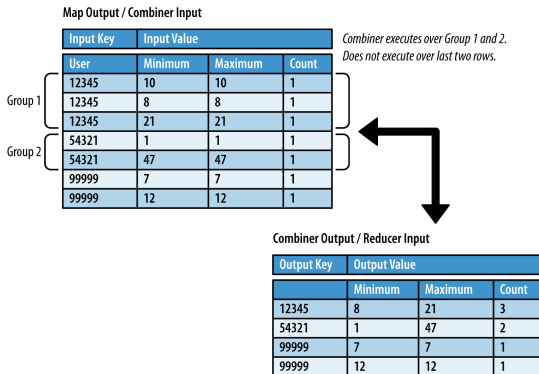 Map Output / Combiner Input
Input Key Input Value
Combiner executes over Group 1 and 2.
Does not execute over last two rows.
User Minimum Maximum Count
12345 10 10 1
Group 1
12345 8 8 1
12345 21 21 1
54321 1 1 1
Group 2
54321 47 47 1
99999 7 7 1
99999 12 12 1
Combiner Output / Reducer Input
Output Key Output Value
Minimum Maximum Count
12345 8 21 3
54321 1 47 2
99999 7 7 1
99999 12 12 1